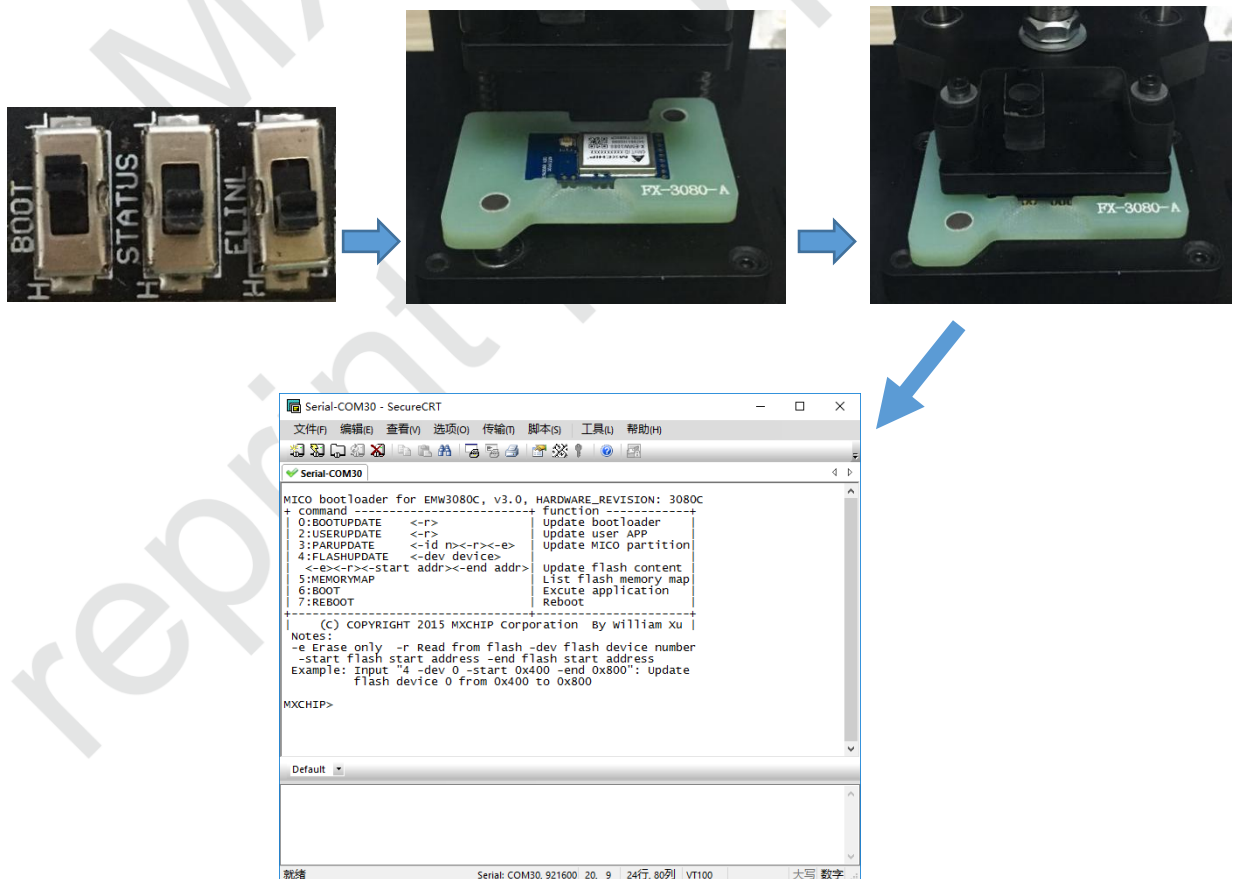 BOOT
H
STATUS
H
ELINL
H
MXCHIP
FX-3080-A
FX-3080-A
Serial-COM30 - SecureCRT
文件(F) 编辑(E) 查看(V) 选项(O) 传输(T) 脚本(S) 工具(L) 帮助(H)
Serial-COM30
MICO bootloader for EMW3080C, v3.0, HARDWARE_REVISION: 3080C
+ command -------------------------+ function ------------+
| 0:BOOTUPDATE    <-r>             | Update bootloader    |
| 2:USERUPDATE    <-r>             | Update user APP      |
| 3:PARUPDATE     <-id n><-r><-e>  | Update MICO partition|
| 4:FLASHUPDATE   <-dev device>    |                      |
|  <-e><-r><-start addr><-end addr>| Update flash content |
| 5:MEMORYMAP                      | List flash memory map|
| 6:BOOT                           | Excute application   |
| 7:REBOOT                         | Reboot               |
+----------------------------------+----------------------+
|    (C) COPYRIGHT 2015 MXCHIP Corporation  By William Xu |
Notes:
-e Erase only  -r Read from flash -dev flash device number
-start flash start address -end flash start address
Example: Input "4 -dev 0 -start 0x400 -end 0x800": Update
flash device 0 from 0x400 to 0x800
MXCHIP>
Default
就绪 Serial: COM30, 921600 20, 9 24行, 80列 VT100 大写 数字
reprint